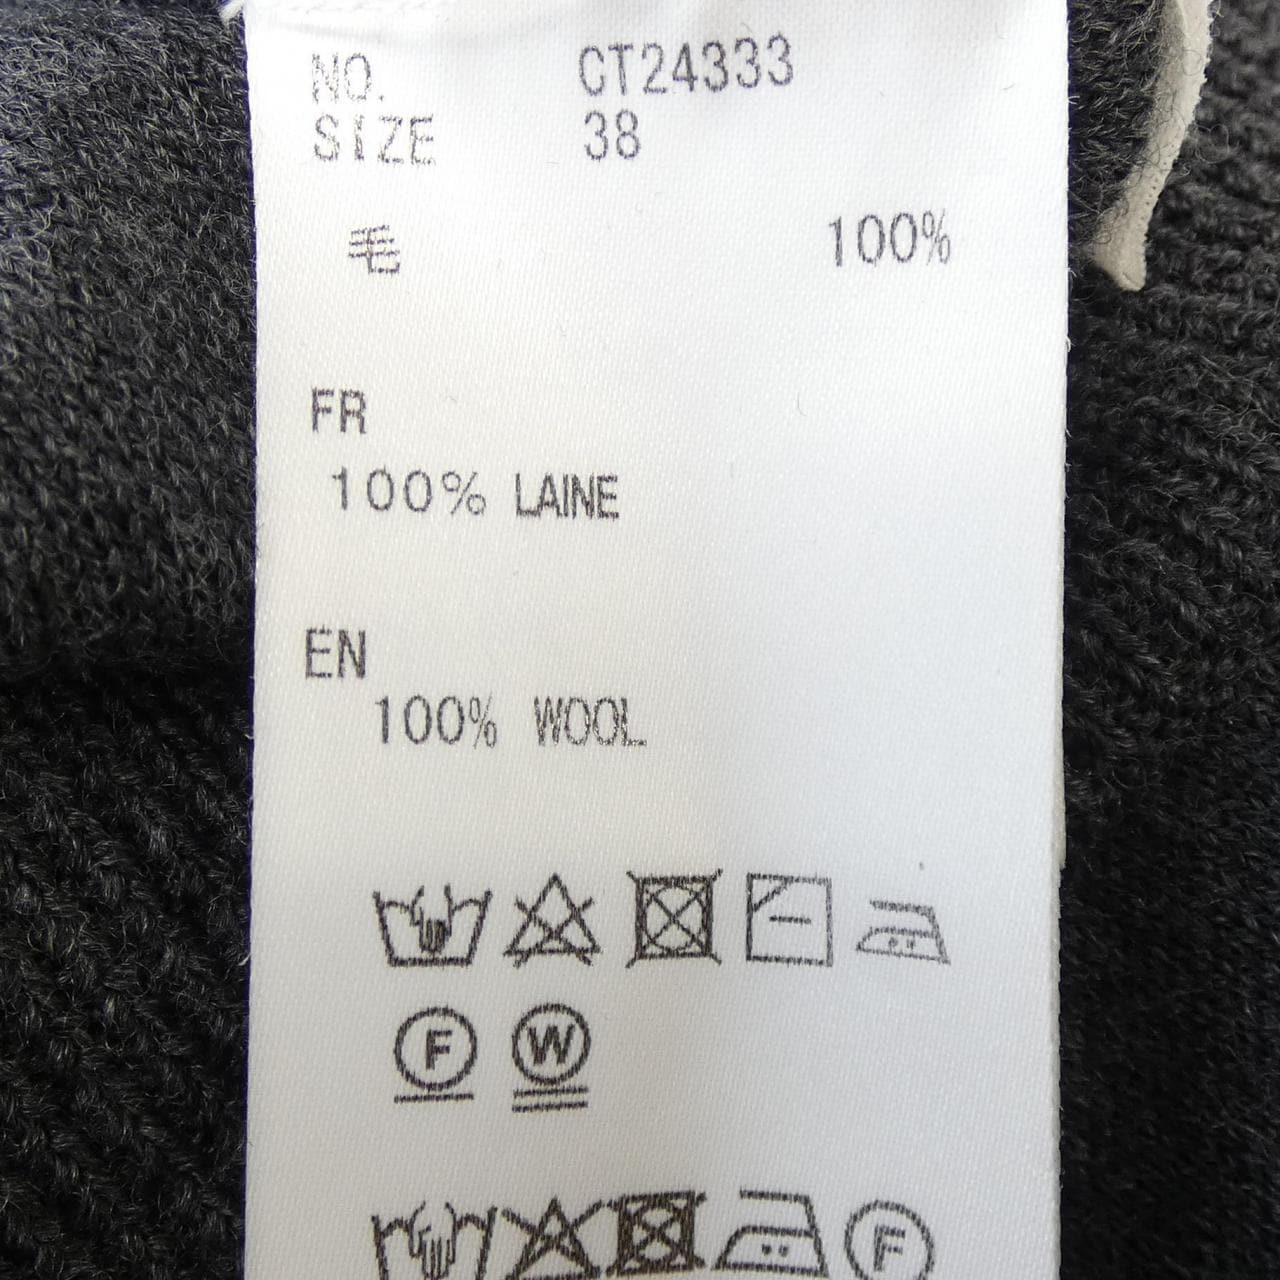 NO. CT24333
SIZE 38
毛 100%
FR
100% LAINE
EN
100% WOOL
F W
F